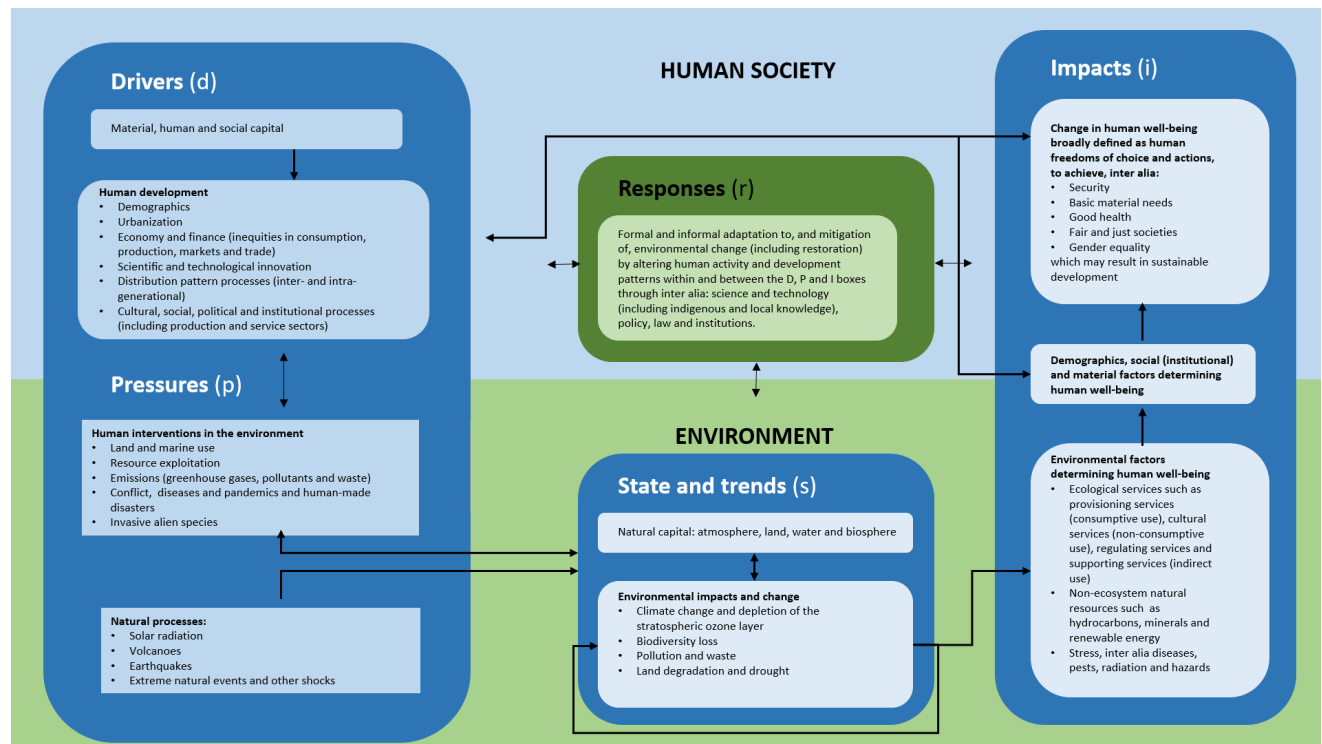 HUMAN SOCIETY
Drivers (d)
Material, human and social capital
Human development
• Demographics
• Urbanization
• Economy and finance (inequities in consumption,
production, markets and trade)
• Scientific and technological innovation
• Distribution pattern processes (inter- and intra-
generational)
• Cultural, social, political and institutional processes
(including production and service sectors)
Pressures (p)
Human interventions in the environment
• Land and marine use
• Resource exploitation
• Emissions (greenhouse gases, pollutants and waste)
• Conflict, diseases and pandemics and human-made
disasters
• Invasive alien species
Natural processes:
• Solar radiation
• Volcanoes
• Earthquakes
• Extreme natural events and other shocks
Responses (r)
Formal and informal adaptation to, and mitigation
of, environmental change (including restoration)
by altering human activity and development
patterns within and between the D, P and I boxes
through inter alia: science and technology
(including indigenous and local knowledge),
policy, law and institutions.
ENVIRONMENT
State and trends (s)
Natural capital: atmosphere, land, water and biosphere
Environmental impacts and change
• Climate change and depletion of the
stratospheric ozone layer
• Biodiversity loss
• Pollution and waste
• Land degradation and drought
Impacts (i)
Change in human well-being
broadly defined as human
freedoms of choice and actions,
to achieve, inter alia:
• Security
• Basic material needs
• Good health
• Fair and just societies
• Gender equality
which may result in sustainable
development
Demographics, social (institutional)
and material factors determining
human well-being
Environmental factors
determining human well-being
• Ecological services such as
provisioning services
(consumptive use), cultural
services (non-consumptive
use), regulating services and
supporting services (indirect
use)
• Non-ecosystem natural
resources such as
hydrocarbons, minerals and
renewable energy
• Stress, inter alia diseases,
pests, radiation and hazards